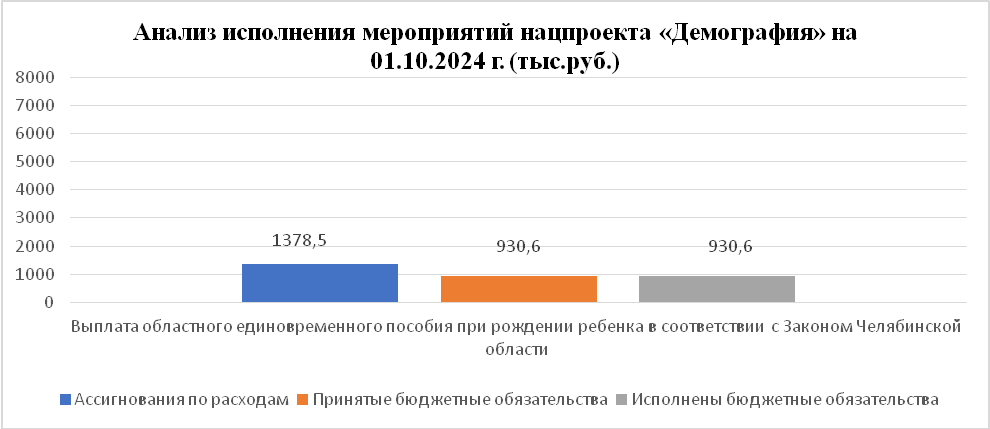 Анализ исполнения мероприятий нацпроекта «Демография» на
01.10.2024 г. (тыс.руб.)
8000
7000
6000
5000
4000
3000
2000
1000
0
1378,5
930,6
930,6
Выплата областного единовременного пособия при рождении ребенка в соответствии с Законом Челябинской
области
Ассигнования по расходам Принятые бюджетные обязательства Исполнены бюджетные обязательства